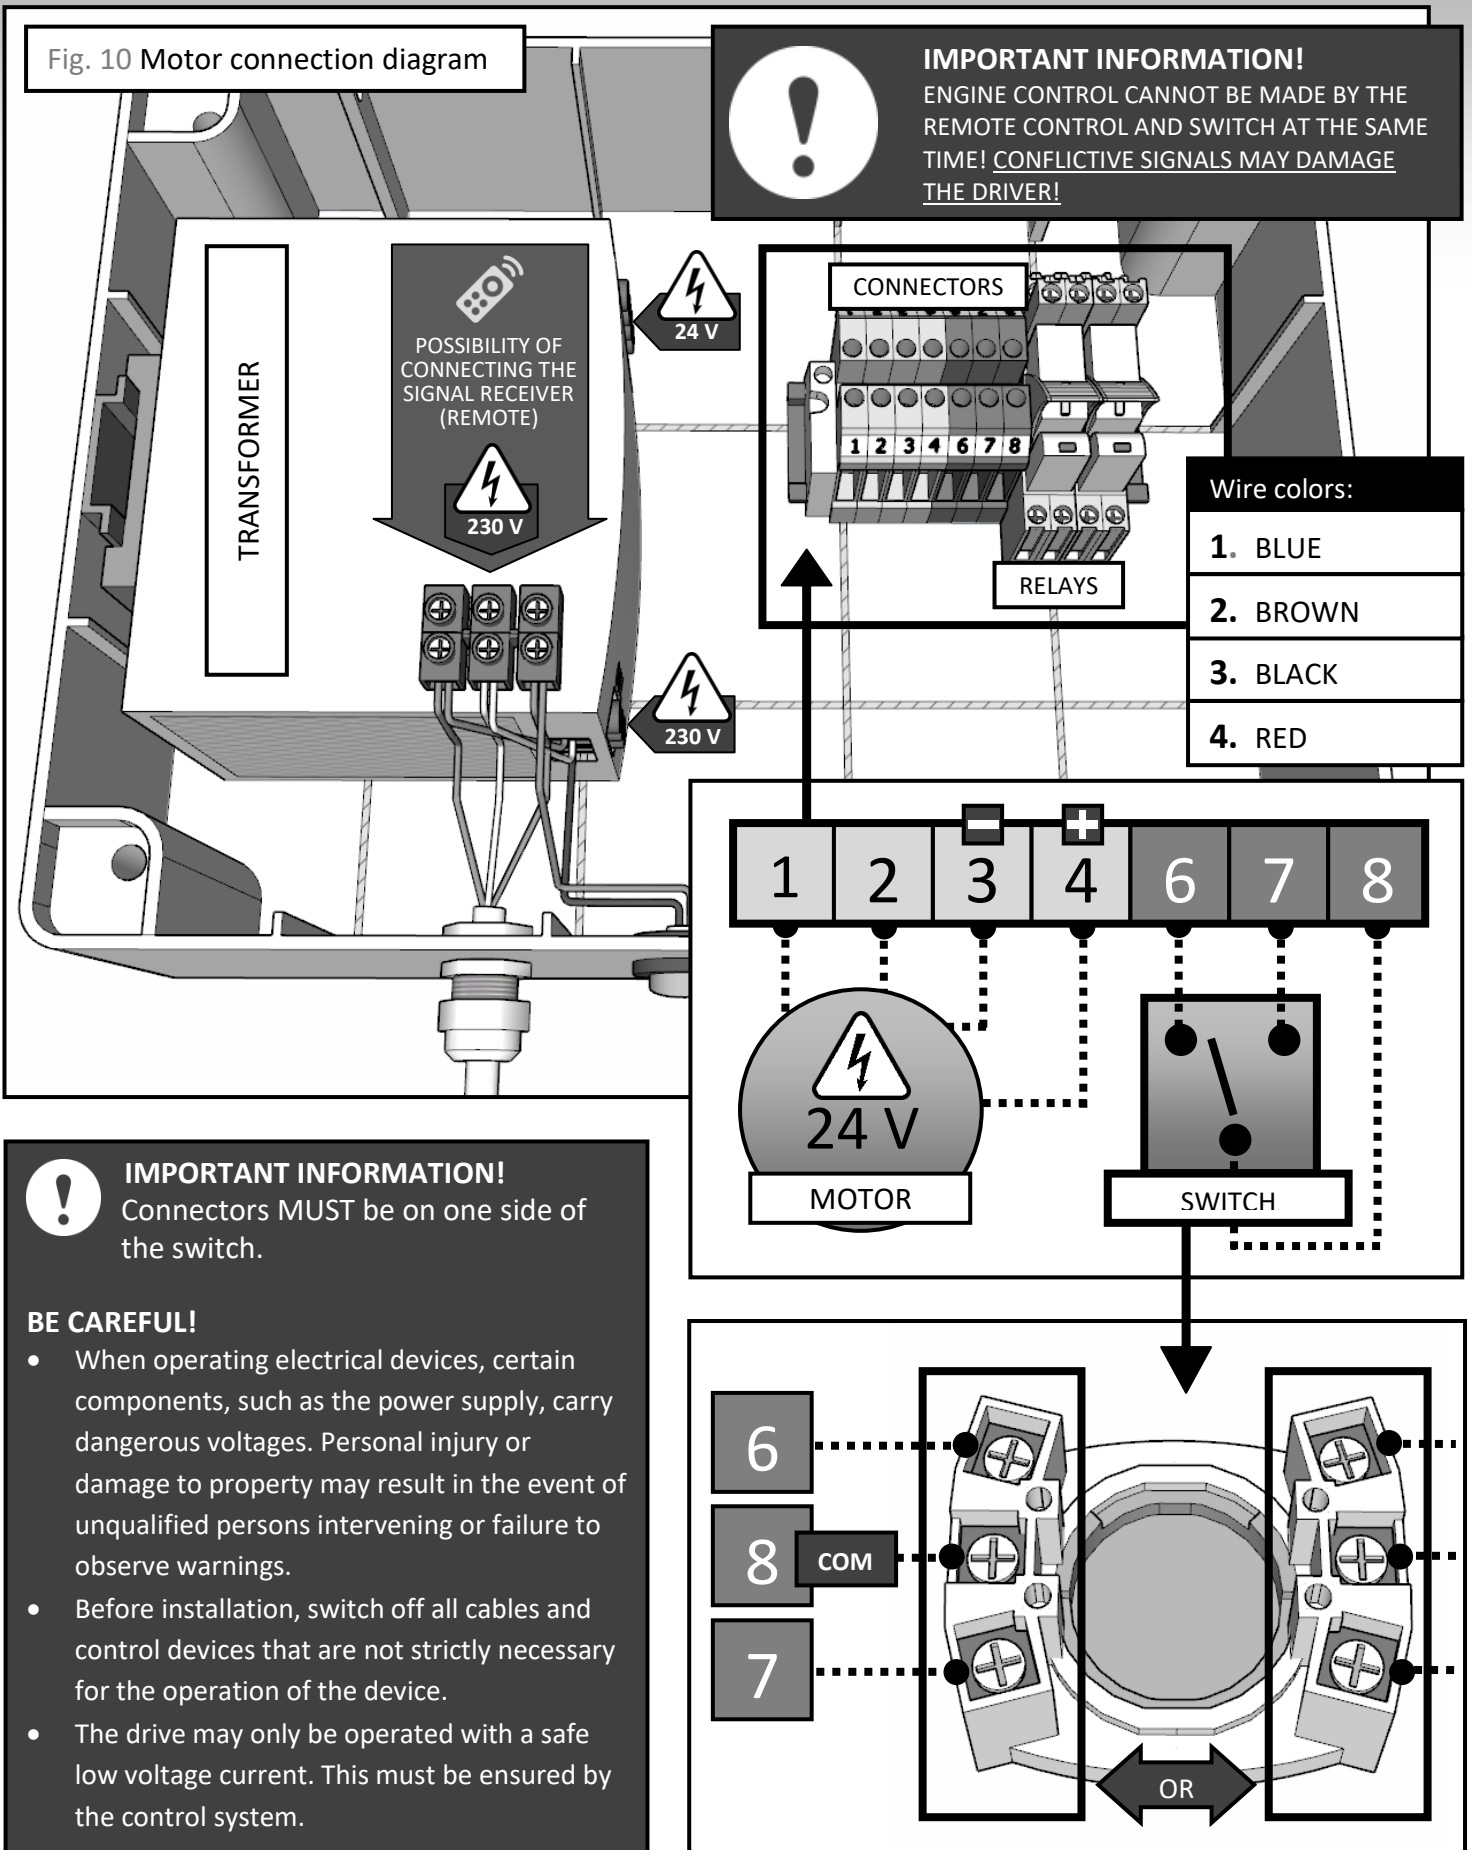 Fig. 10 Motor connection diagram
IMPORTANT INFORMATION!
ENGINE CONTROL CANNOT BE MADE BY THE
REMOTE CONTROL AND SWITCH AT THE SAME
TIME! CONFLICTIVE SIGNALS MAY DAMAGE
THE DRIVER!
TRANSFORMER
POSSIBILITY OF
CONNECTING THE
SIGNAL RECEIVER
(REMOTE)
230 V
24 V
230 V
CONNECTORS
1 2 3 4 6 7 8
RELAYS
Wire colors:
1. BLUE
2. BROWN
3. BLACK
4. RED
− +
1 2 3 4 6 7 8
24 V
MOTOR
SWITCH
IMPORTANT INFORMATION!
Connectors MUST be on one side of
the switch.
BE CAREFUL!
• When operating electrical devices, certain
components, such as the power supply, carry
dangerous voltages. Personal injury or
damage to property may result in the event of
unqualified persons intervening or failure to
observe warnings.
• Before installation, switch off all cables and
control devices that are not strictly necessary
for the operation of the device.
• The drive may only be operated with a safe
low voltage current. This must be ensured by
the control system.
6
8 COM
7
OR